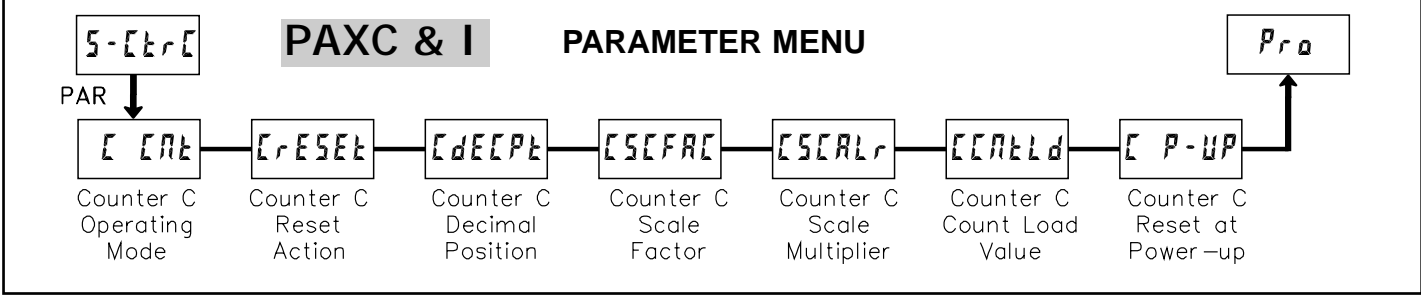 5-CtrC
PAXC & I PARAMETER MENU
Pro
PAR
C CNt
CrESEt
CdECPt
CSCFAC
CSCALr
CCNtLd
C P-UP
Counter C
Operating
Mode
Counter C
Reset
Action
Counter C
Decimal
Position
Counter C
Scale
Factor
Counter C
Scale
Multiplier
Counter C
Count Load
Value
Counter C
Reset at
Power-up